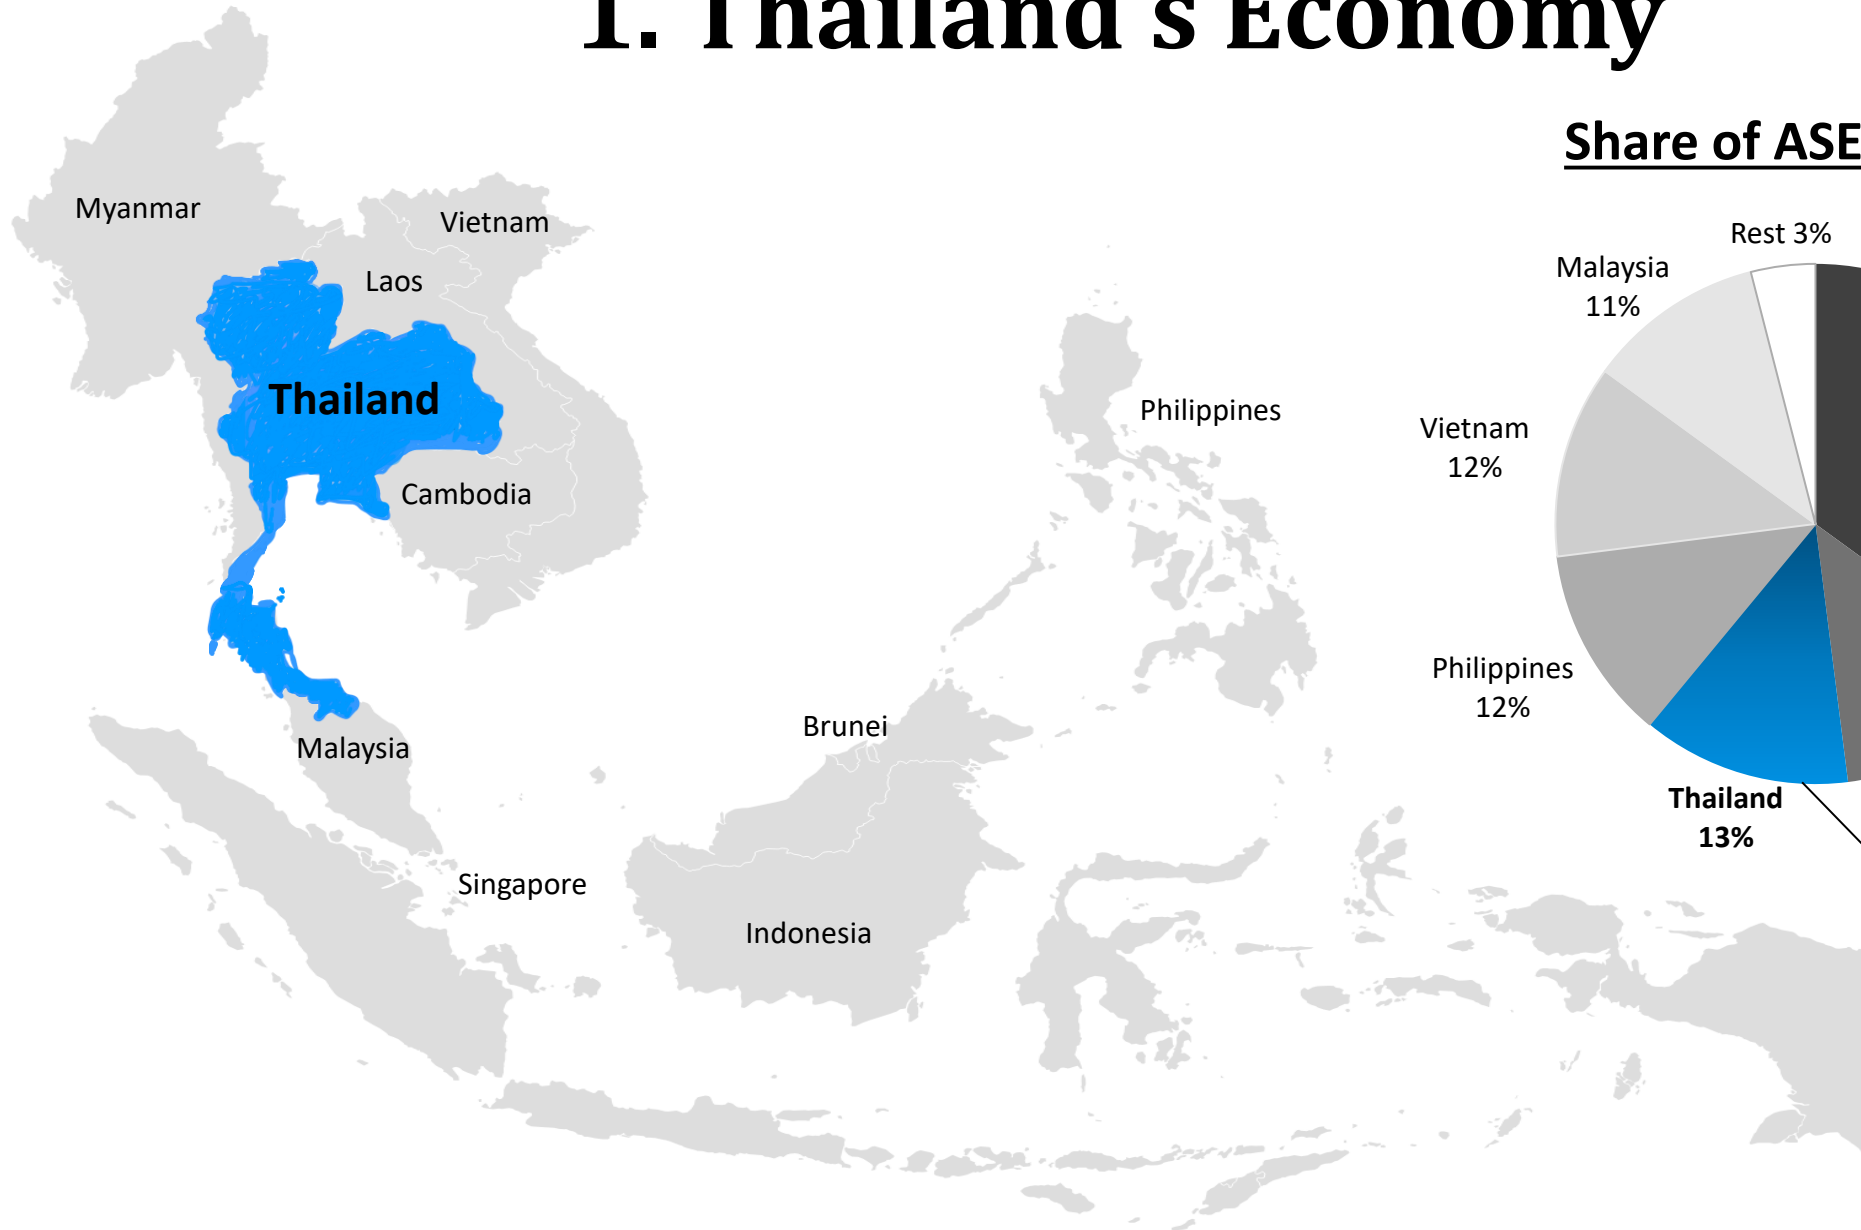 1. Thailand's Economy
Share of ASE
Myanmar
Vietnam
Laos
Thailand
Cambodia
Philippines
Malaysia
Brunei
Singapore
Indonesia
Rest 3%
Malaysia
11%
Vietnam
12%
Philippines
12%
Thailand
13%